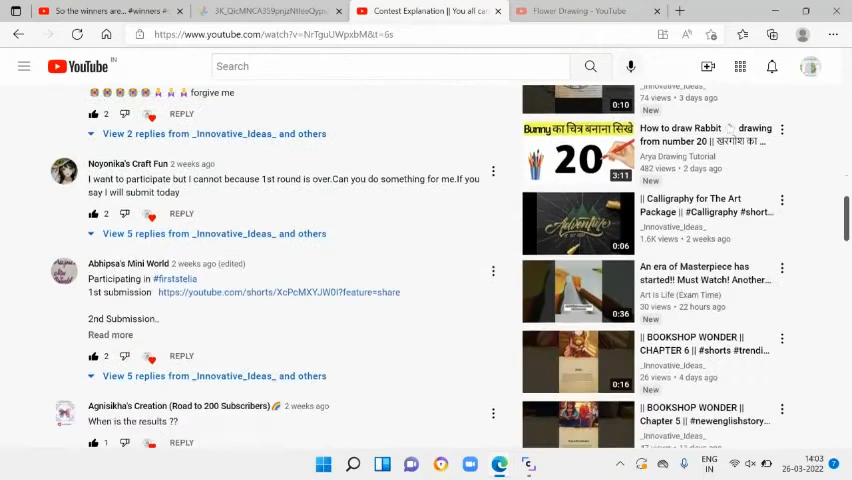 So the winners are... #winners #
3K_QicMNCA359pnjzNtIeeQypv
Contest Explanation || You all can
Flower Drawing - YouTube
https://www.youtube.com/watch?v=NrTguUWpxbM&t=6s
YouTube IN
Search
forgive me
2 REPLY
View 2 replies from _Innovative_Ideas_ and others
Noyonika's Craft Fun 2 weeks ago
I want to participate but I cannot because 1st round is over.Can you do something for me.If you
say I will submit today
2 REPLY
View 5 replies from _Innovative_Ideas_ and others
Abhipsa's Mini World 2 weeks ago (edited)
Participating in #firststelia
1st submission https://youtube.com/shorts/XcPcMXYJW0I?feature=share
2nd Submission..
Read more
2 REPLY
View 5 replies from _Innovative_Ideas_ and others
Agnisikha's Creation (Road to 200 Subscribers) 2 weeks ago
When is the results ??
1 REPLY
0:10
_Innovative_Ideas_
74 views • 3 days ago
New
Bunny का चित्र बनाना सिखे
20
3:11
How to draw Rabbit drawing
from number 20 || खरगोश का ...
Arya Drawing Tutorial
482 views • 2 days ago
New
Adventure
0:06
|| Calligraphy for The Art
Package || #Calligraphy #short...
_Innovative_Ideas_
1.6K views • 2 weeks ago
0:36
An era of Masterpiece has
started!! Must Watch! Another...
Art is Life (Exam Time)
30 views • 22 hours ago
New
0:16
|| BOOKSHOP WONDER ||
CHAPTER 6 || #shorts #trendi...
_Innovative_Ideas_
26 views • 4 days ago
New
0:17
|| BOOKSHOP WONDER ||
Chapter 5 || #newenglishstory...
_Innovative_Ideas_
ENG
IN
14:03
26-03-2022
7